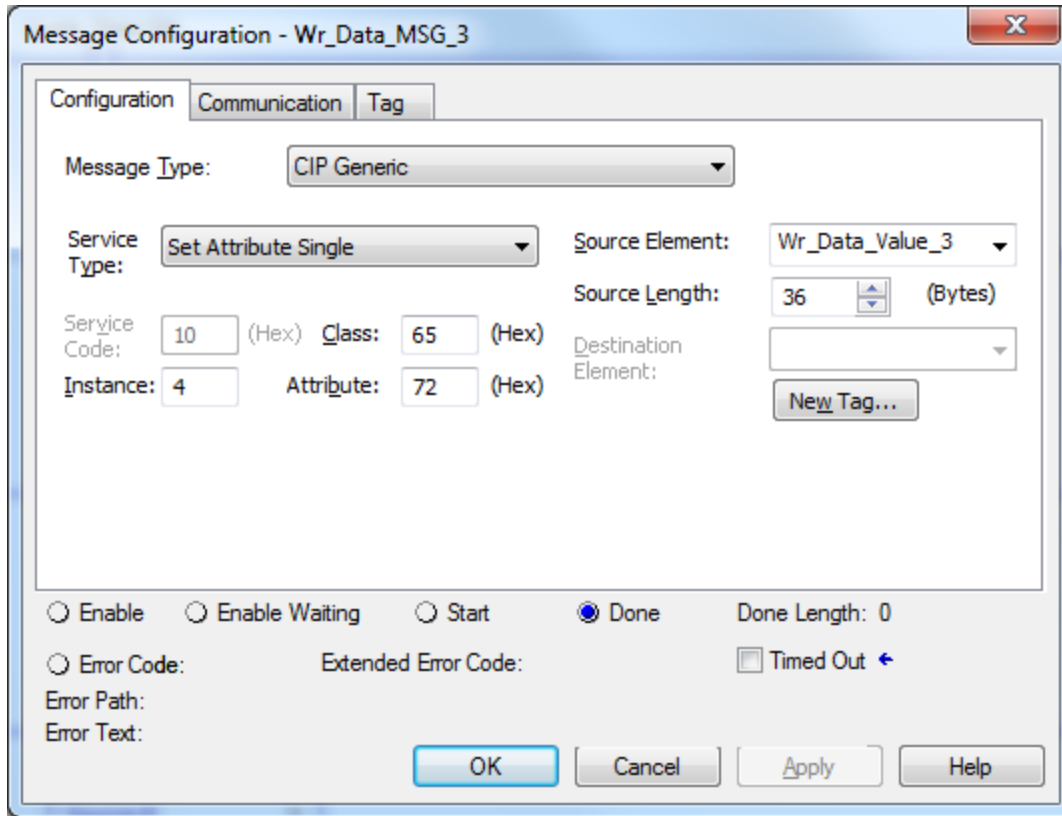 Message Configuration - Wr_Data_MSG_3
Configuration Communication Tag
Message Type: CIP Generic
Service Type: Set Attribute Single
Source Element: Wr_Data_Value_3
Source Length: 36 (Bytes)
Service Code: 10 (Hex) Class: 65 (Hex)
Destination Element:
Instance: 4 Attribute: 72 (Hex)
New Tag...
Enable Enable Waiting Start Done Done Length: 0
Error Code: Extended Error Code: Timed Out
Error Path:
Error Text:
OK Cancel Apply Help